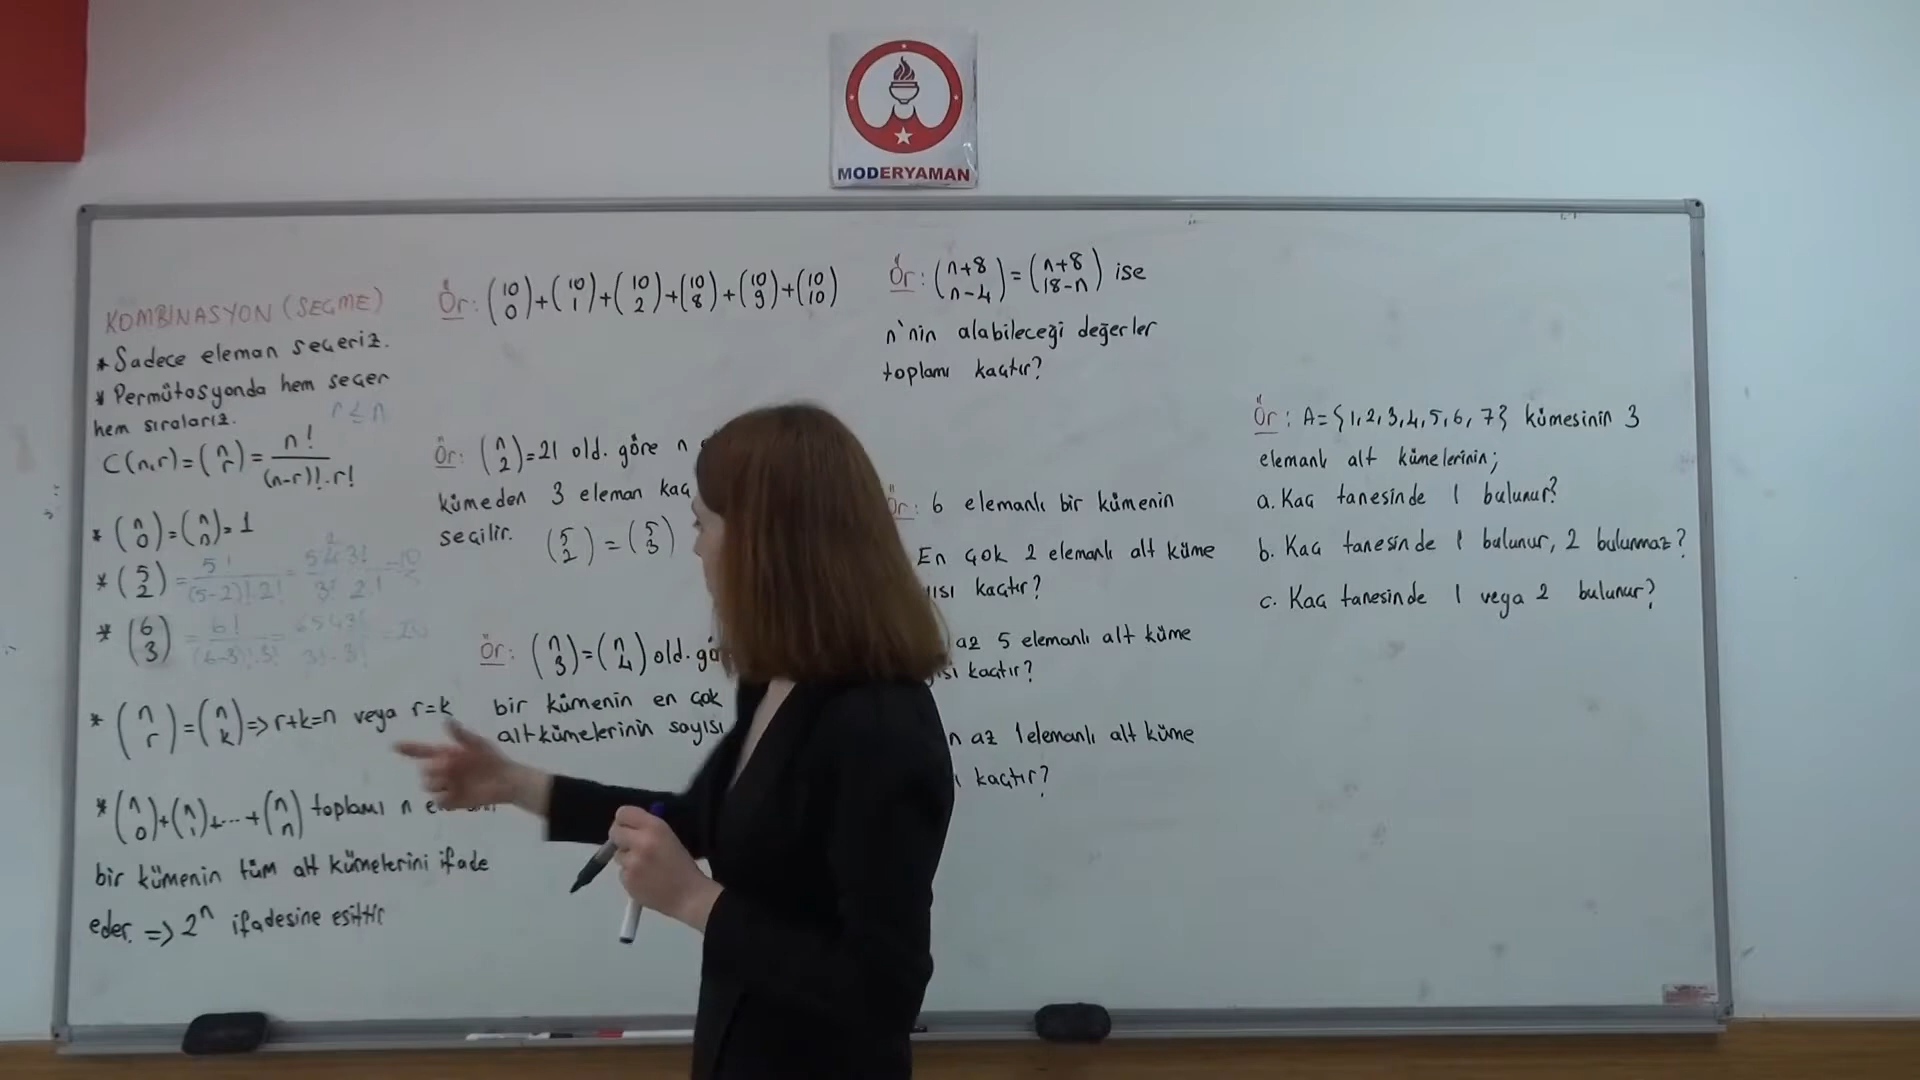 MODERYAMAN
KOMBİNASYON (SEÇME)
* Sadece eleman seçeriz.
* Permütasyonda hem seçer
hem sıralarız. r ≤ n
C(n,r) = (n r) = n! / (n-r)!.r!
* (n 0) = (n n) = 1
* (5 2) = 5! / (5-2)!.2! = 5.4.3! / 3! 2.1 = 10
* (6 3) = 6! / (6-3)!.3! = 6 5 4 3! / 3!.3! = 20
* (n r) = (n k) => r+k=n veya r=k
* (n 0) + (n 1) + ... + (n n) toplamı n
bir kümenin tüm alt kümelerini ifade
eder. => 2ⁿ ifadesine eşittir
Ör: (10 0) + (10 1) + (10 2) + (10 8) + (10 9) + (10 10)
Ör: (n 2) = 21 old. göre n
kümeden 3 eleman kaç
seçilir. (5 2) = (5 3)
Ör: (n 3) = (n 4) old.
bir kümenin en çok
alt kümelerinin sayısı
Ör: (n+8 n-4) = (n+8 18-n) ise
n'nin alabileceği değerler
toplamı kaçtır?
Ör: 6 elemanlı bir kümenin
En çok 2 elemanlı alt küme
kaçtır?
az 5 elemanlı alt küme
kaçtır?
az 1 elemanlı alt küme
kaçtır?
Ör: A={1,2,3,4,5,6,7} kümesinin 3
elemanlı alt kümelerinin;
a. Kaç tanesinde 1 bulunur?
b. Kaç tanesinde 1 bulunur, 2 bulunmaz?
c. Kaç tanesinde 1 veya 2 bulunur?